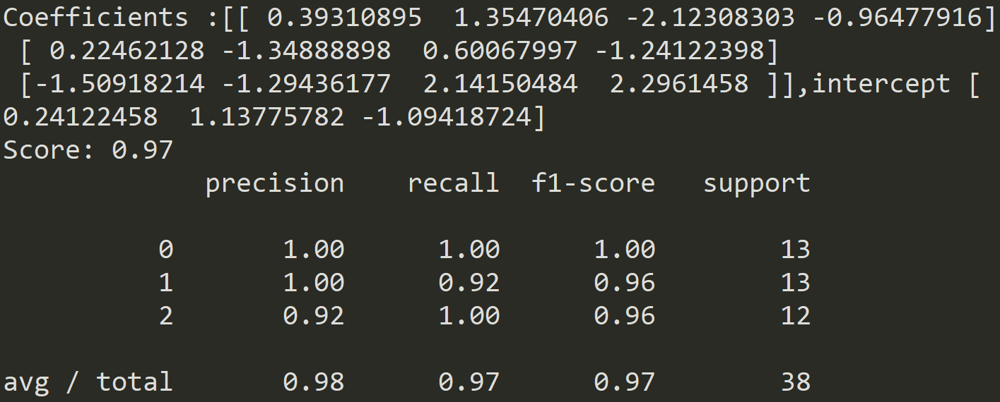 Coefficients :[[ 0.39310895  1.35470406 -2.12308303 -0.96477916]
 [ 0.22462128 -1.34888898  0.60067997 -1.24122398]
 [-1.50918214 -1.29436177  2.14150484  2.2961458 ]],intercept [
0.24122458  1.13775782 -1.09418724]
Score: 0.97
             precision    recall  f1-score   support
          0       1.00      1.00      1.00        13
          1       1.00      0.92      0.96        13
          2       0.92      1.00      0.96        12
avg / total       0.98      0.97      0.97        38